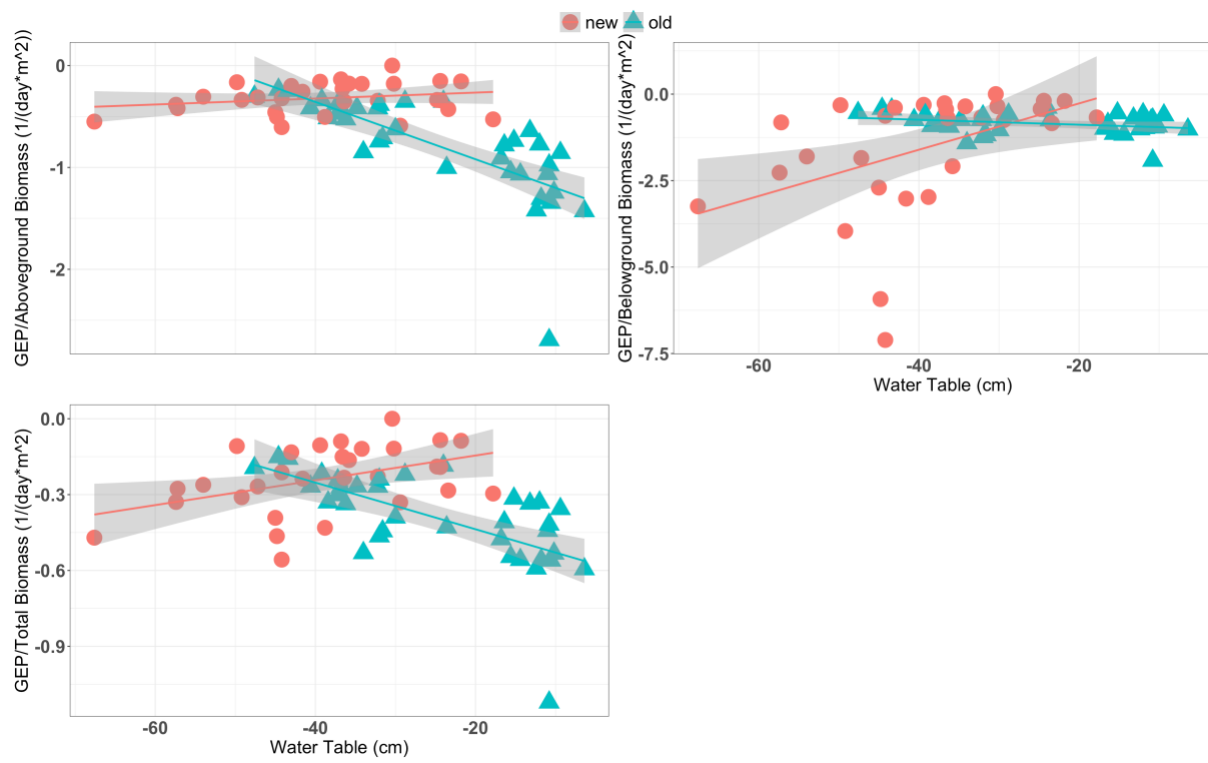 new old
GEP/Aboveground Biomass (1/(day*m^2))
0
-1
-2
GEP/Belowground Biomass (1/(day*m^2)
0.0
-2.5
-5.0
-7.5
-60 -40 -20
Water Table (cm)
GEP/Total Biomass (1/(day*m^2)
0.0
-0.3
-0.6
-0.9
-60 -40 -20
Water Table (cm)